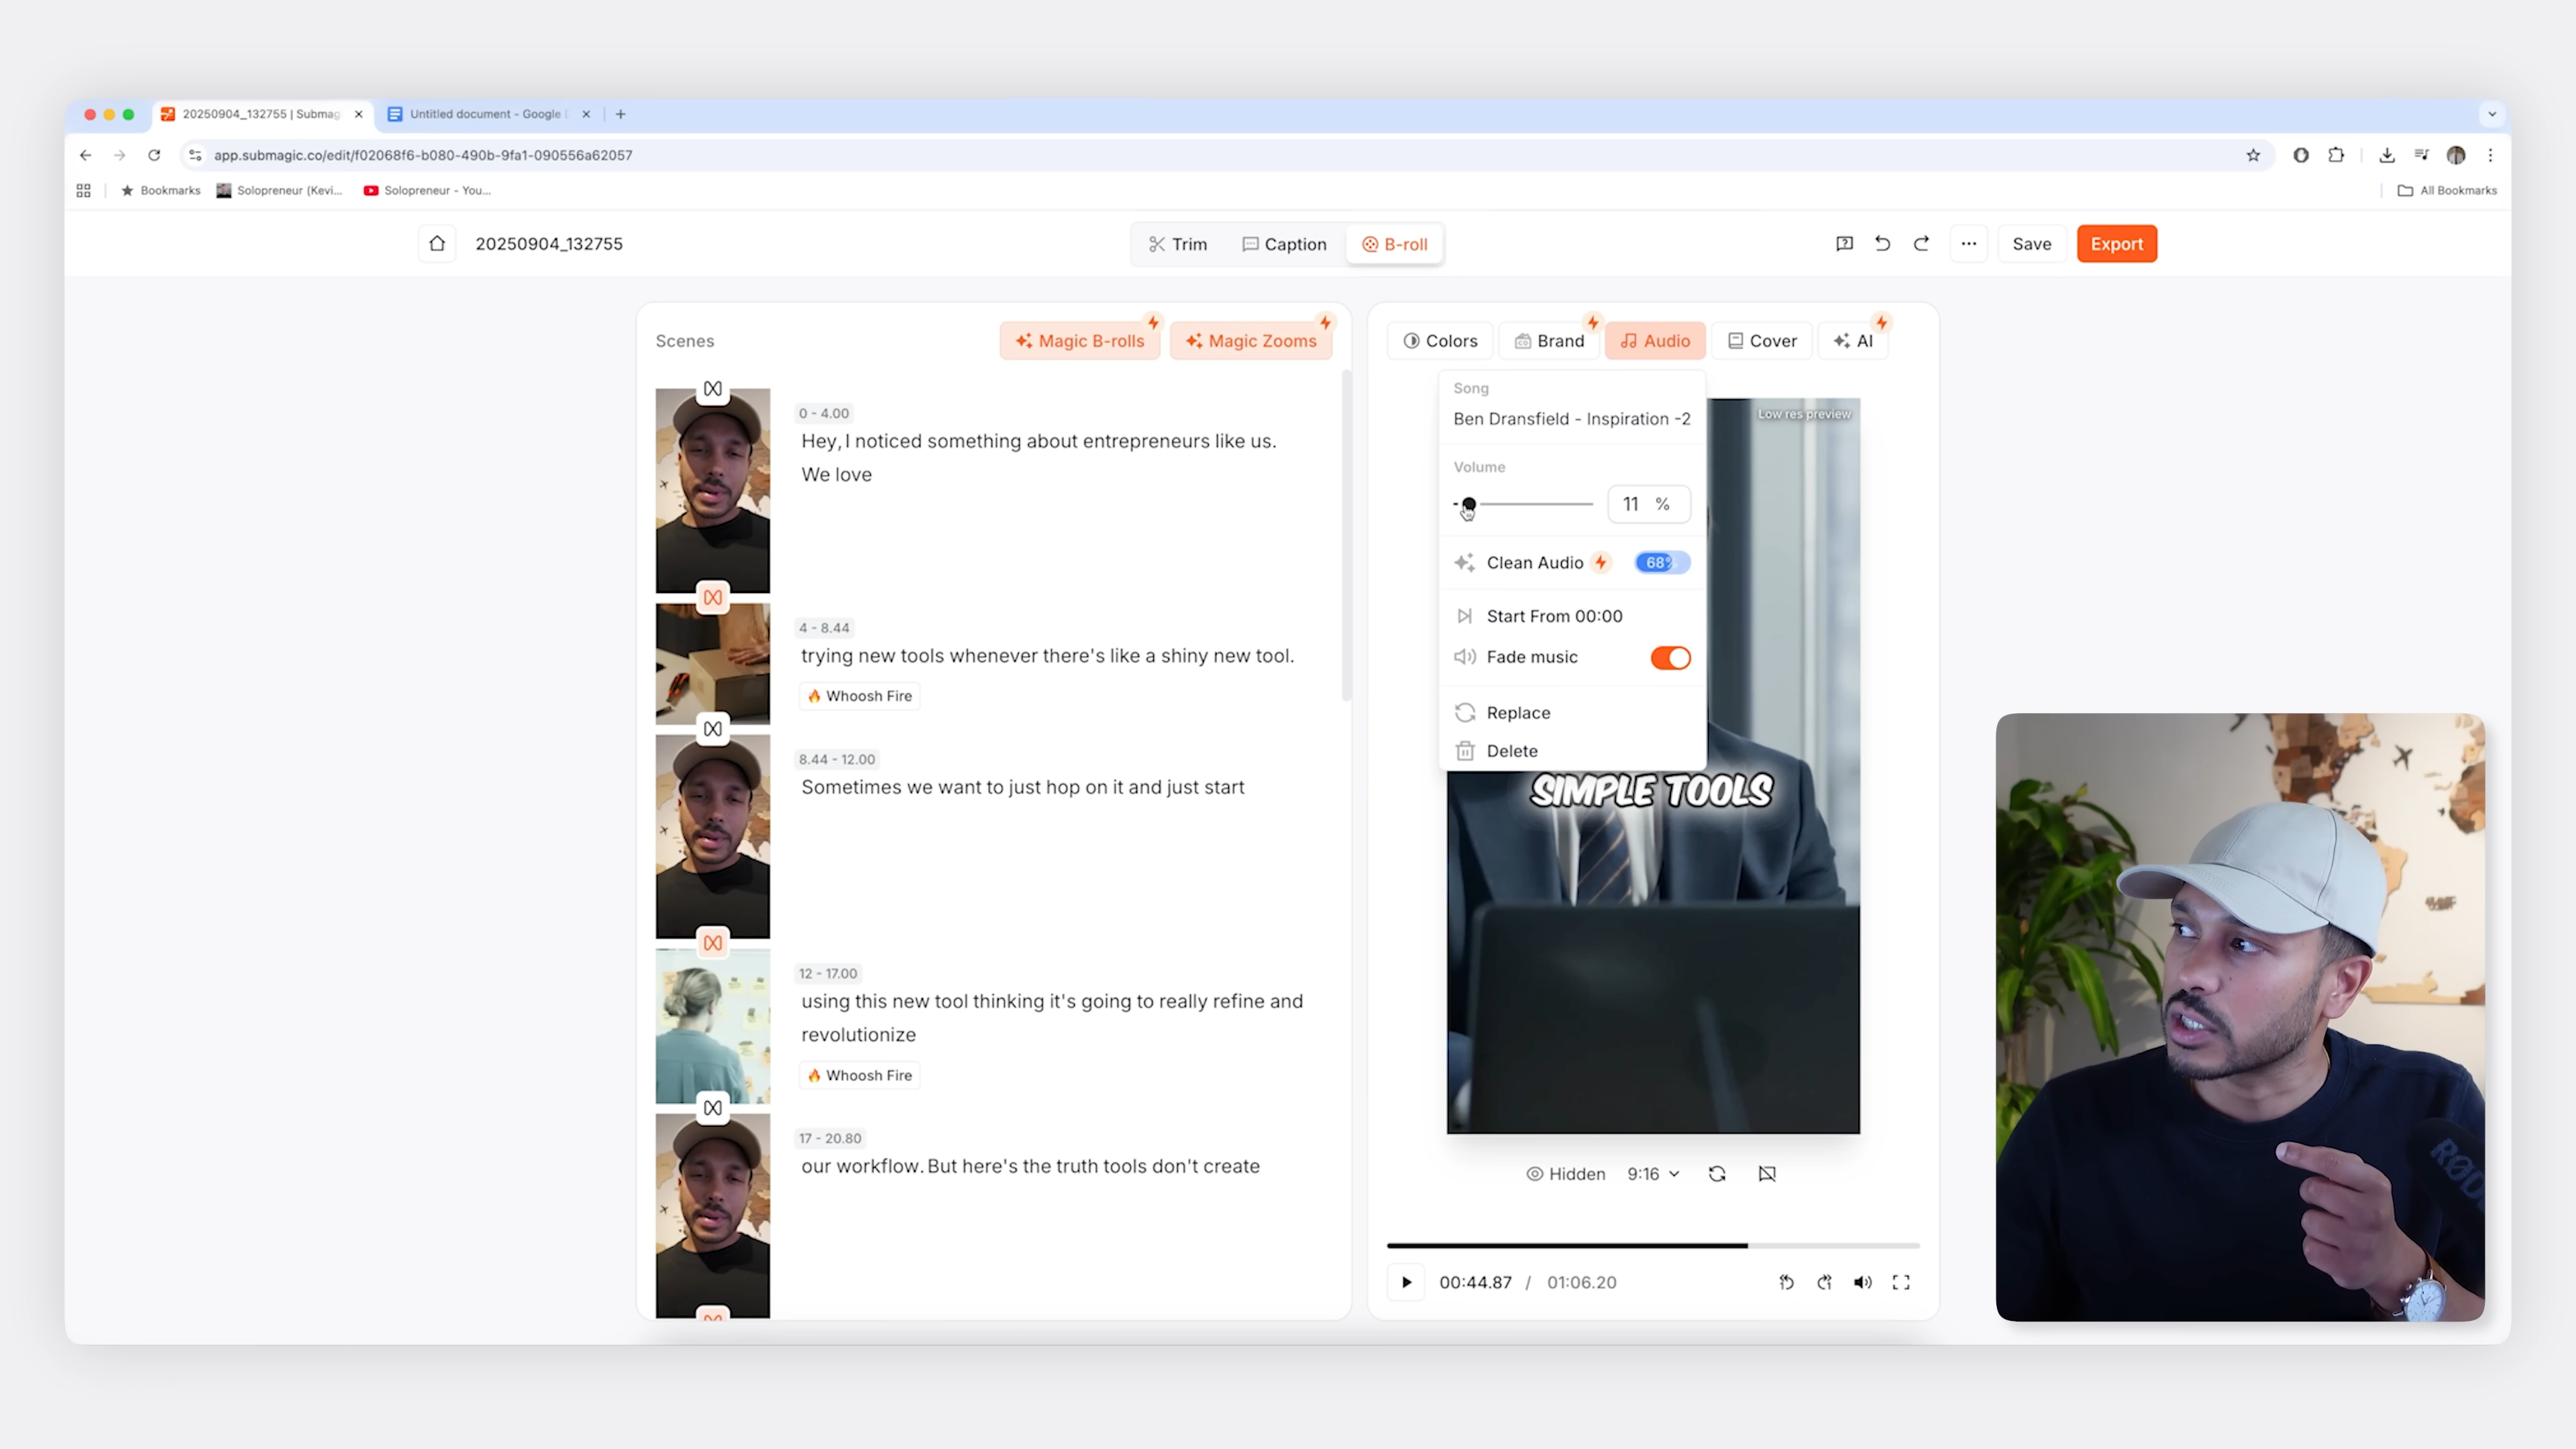 20250904_132755 | Submag
Untitled document - Google
app.submagic.co/edit/f02068f6-b080-490b-9fa1-090556a62057
Bookmarks
Solopreneur (Kevi...
Solopreneur - You...
All Bookmarks
20250904_132755
Trim
Caption
B-roll
Save
Export
Scenes
Magic B-rolls
Magic Zooms
0 - 4.00
Hey, I noticed something about entrepreneurs like us.
We love
4 - 8.44
trying new tools whenever there's like a shiny new tool.
Whoosh Fire
8.44 - 12.00
Sometimes we want to just hop on it and just start
12 - 17.00
using this new tool thinking it's going to really refine and
revolutionize
Whoosh Fire
17 - 20.80
our workflow. But here's the truth tools don't create
Colors
Brand
Audio
Cover
AI
Song
Ben Dransfield - Inspiration -2
Low res preview
Volume
11 %
Clean Audio
68%
Start From 00:00
Fade music
Replace
Delete
SIMPLE TOOLS
Hidden
9:16
00:44.87 / 01:06.20
RØD